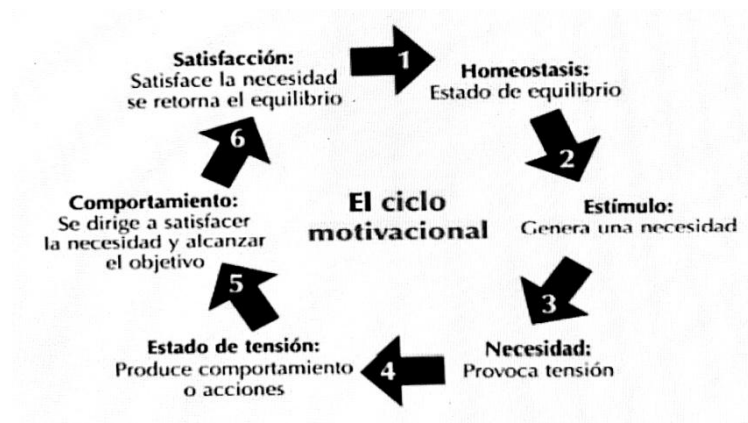 El ciclo
motivacional
1
Homeostasis:
Estado de equilibrio
2
Estímulo:
Genera una necesidad
3
Necesidad:
Provoca tensión
4
Estado de tensión:
Produce comportamiento
o acciones
5
Comportamiento:
Se dirige a satisfacer
la necesidad y alcanzar
el objetivo
6
Satisfacción:
Satisface la necesidad
se retorna el equilibrio